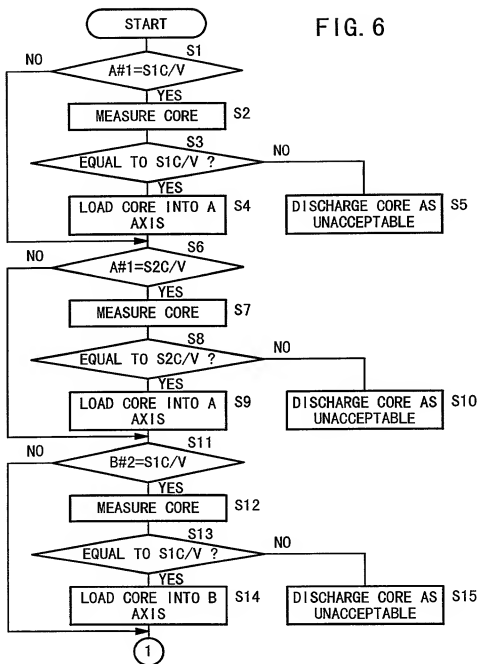 FIG. 6
START
S1
NO
A#1=S1C/V
YES
MEASURE CORE
S2
S3
EQUAL TO S1C/V ?
NO
YES
LOAD CORE INTO A
AXIS
S4
DISCHARGE CORE AS
UNACCEPTABLE
S5
S6
NO
A#1=S2C/V
YES
MEASURE CORE
S7
S8
EQUAL TO S2C/V ?
NO
YES
LOAD CORE INTO A
AXIS
S9
DISCHARGE CORE AS
UNACCEPTABLE
S10
S11
NO
B#2=S1C/V
YES
MEASURE CORE
S12
S13
EQUAL TO S1C/V ?
NO
YES
LOAD CORE INTO B
AXIS
S14
DISCHARGE CORE AS
UNACCEPTABLE
S15
1